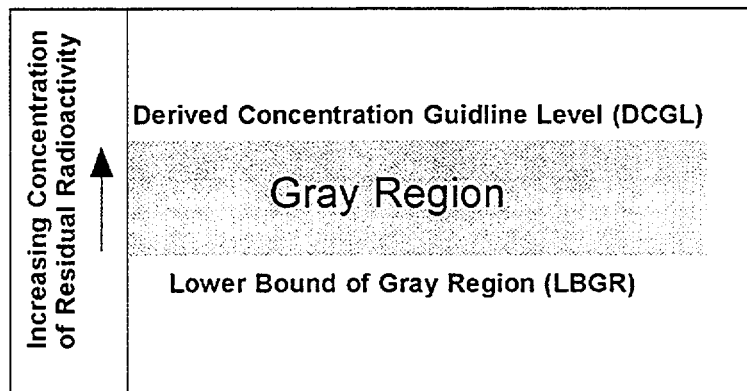 Increasing Concentration
of Residual Radioactivity
Derived Concentration Guidline Level (DCGL)
Gray Region
Lower Bound of Gray Region (LBGR)